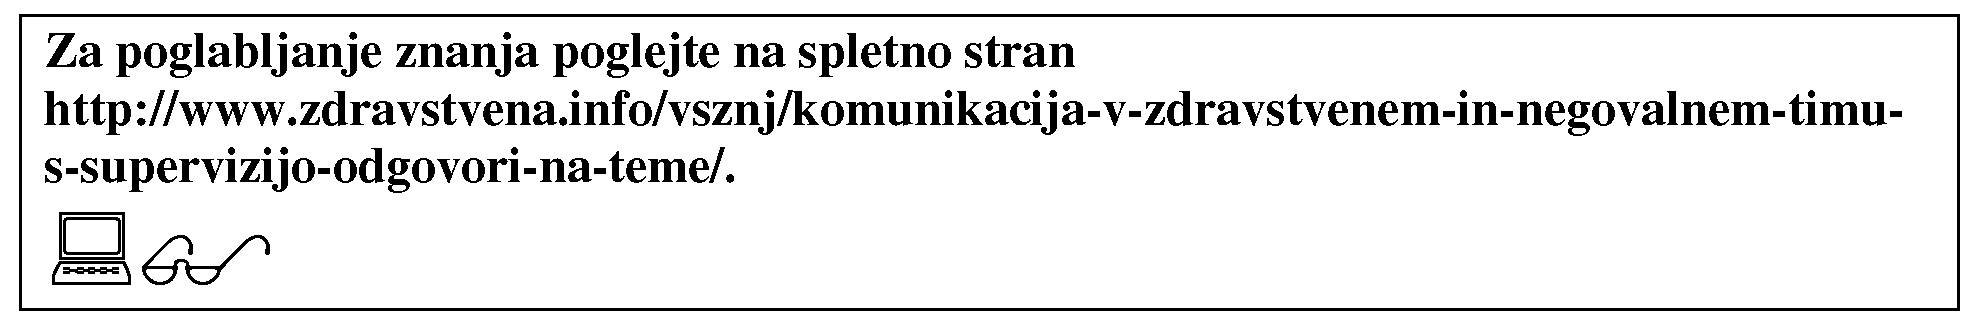 Za poglabljanje znanja poglejte na spletno stran
http://www.zdravstvena.info/vsznj/komunikacija-v-zdravstvenem-in-negovalnem-timu-
s-supervizijo-odgovori-na-teme/.